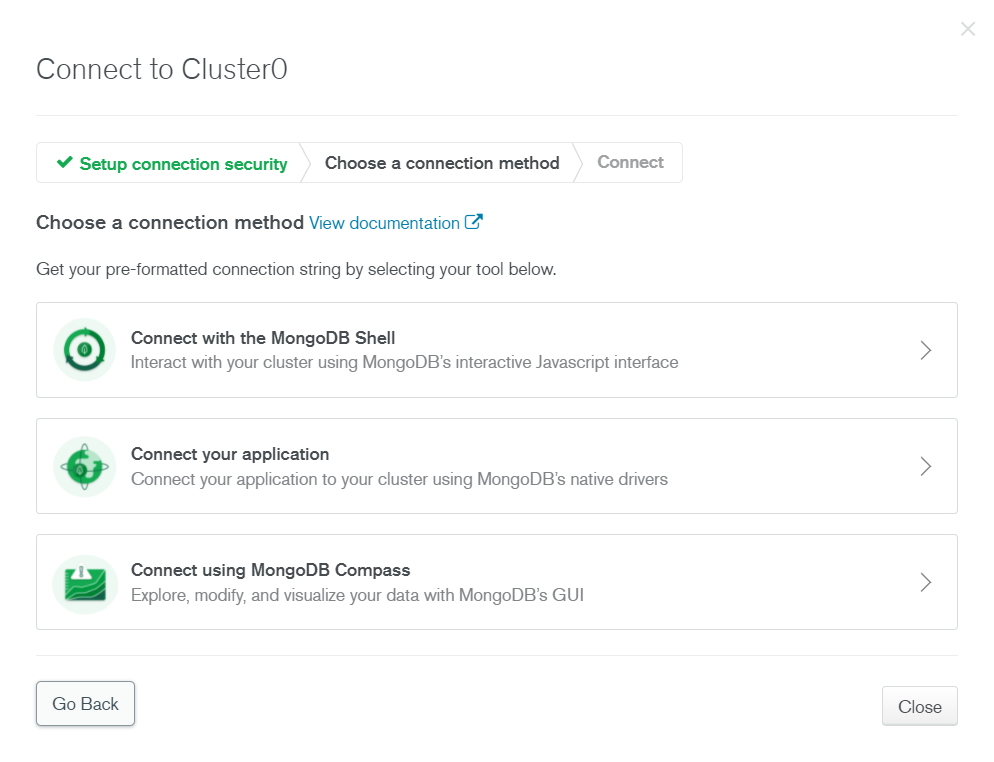 Connect to Cluster0
Setup connection security
Choose a connection method
Connect
Choose a connection method View documentation
Get your pre-formatted connection string by selecting your tool below.
Connect with the MongoDB Shell
Interact with your cluster using MongoDB's interactive Javascript interface
Connect your application
Connect your application to your cluster using MongoDB's native drivers
Connect using MongoDB Compass
Explore, modify, and visualize your data with MongoDB's GUI
Go Back
Close